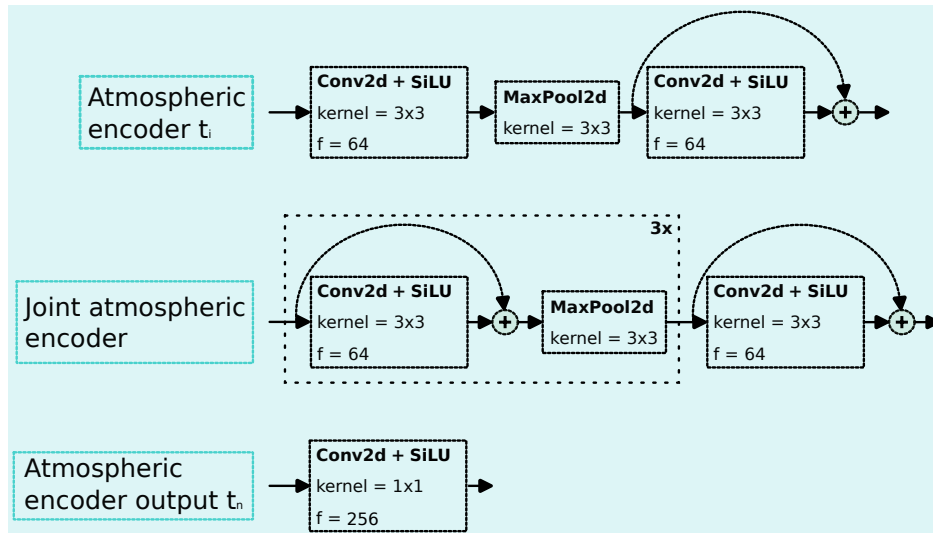 Atmospheric
encoder tᵢ
Conv2d + SiLU
kernel = 3x3
f = 64
MaxPool2d
kernel = 3x3
Conv2d + SiLU
kernel = 3x3
f = 64
+
3x
Joint atmospheric
encoder
Conv2d + SiLU
kernel = 3x3
f = 64
+
MaxPool2d
kernel = 3x3
Conv2d + SiLU
kernel = 3x3
f = 64
+
Atmospheric
encoder output tₙ
Conv2d + SiLU
kernel = 1x1
f = 256